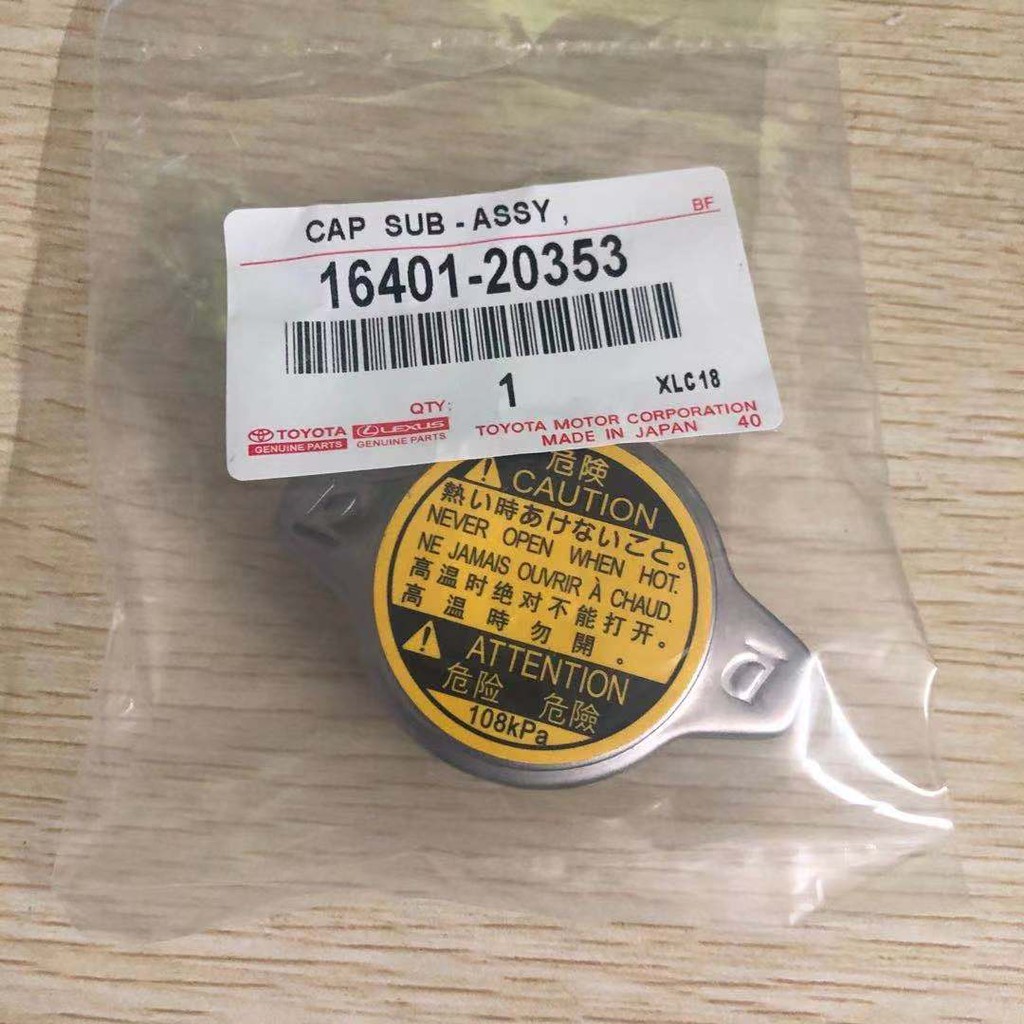 CAP SUB-ASSY,
BF
16401-20353
QTY: 1
XLC18
TOYOTA
GENUINE PARTS
LEXUS
GENUINE PARTS
TOYOTA MOTOR CORPORATION
MADE IN JAPAN 40
危険
CAUTION
熱い時あけないこと。
NEVER OPEN WHEN HOT.
NE JAMAIS OUVRIR À CHAUD.
高温时绝对不能打开。
高温時勿開。
ATTENTION
危险 危險
108kPa